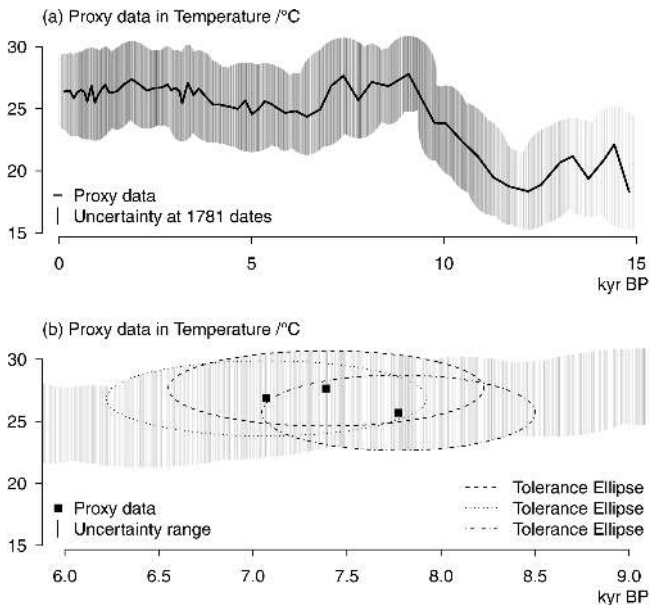 (a) Proxy data in Temperature /°C
30
25
20
15
Proxy data
Uncertainty at 1781 dates
0 5 10 15
kyr BP
(b) Proxy data in Temperature /°C
30
25
20
15
Proxy data
Uncertainty range
Tolerance Ellipse
Tolerance Ellipse
Tolerance Ellipse
6.0 6.5 7.0 7.5 8.0 8.5 9.0
kyr BP